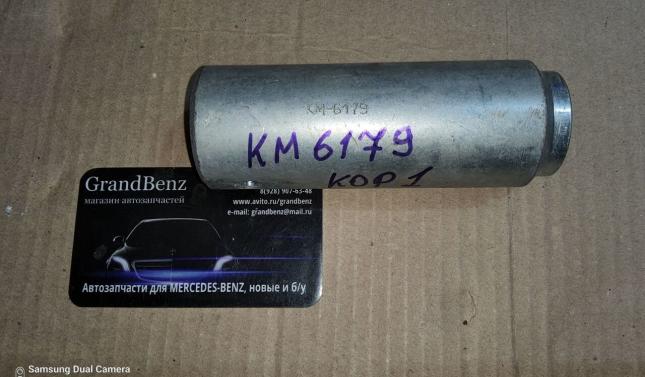 KM-6179
KM 6179
КОР 1
GrandBenz
магазин автозапчастей
8(928) 907-63-48
www.avito.ru/grandbenz
e-mail: grandbenz@mail.ru
Автозапчасти для MERCEDES-BENZ, новые и б/у
Samsung Dual Camera